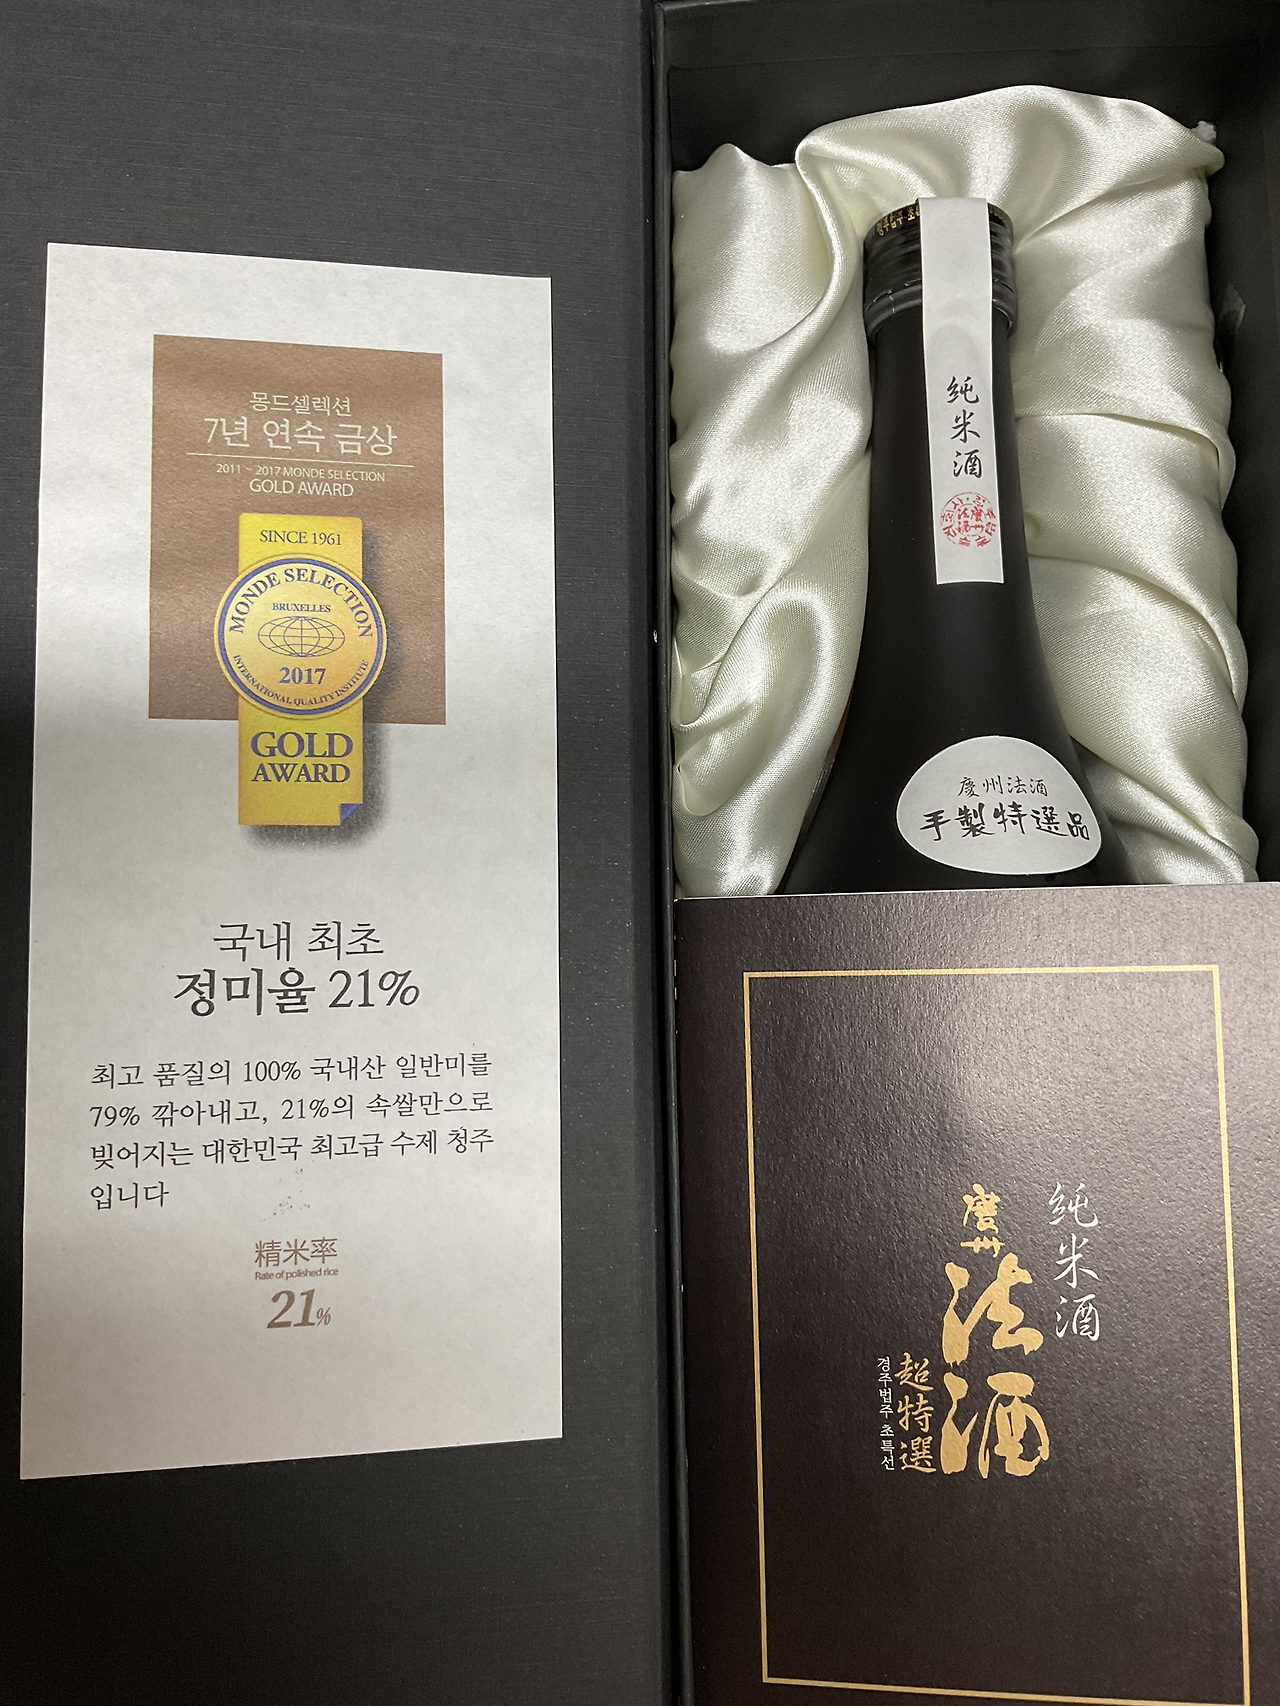 몽드셀렉션
7년 연속 금상
2011 ~ 2017 MONDE SELECTION
GOLD AWARD
SINCE 1961
MONDE SELECTION
BRUXELLES
2017
INTERNATIONAL QUALITY INSTITUTE
GOLD
AWARD
국내 최초
정미율 21%
최고 품질의 100% 국내산 일반미를
79% 깎아내고, 21%의 속쌀만으로
빚어지는 대한민국 최고급 수제 청주
입니다
精米率
Rate of polished rice
21%
純米酒
慶州法酒
手製特選品
純米酒
慶州法酒
超特選
경주법주 초특선